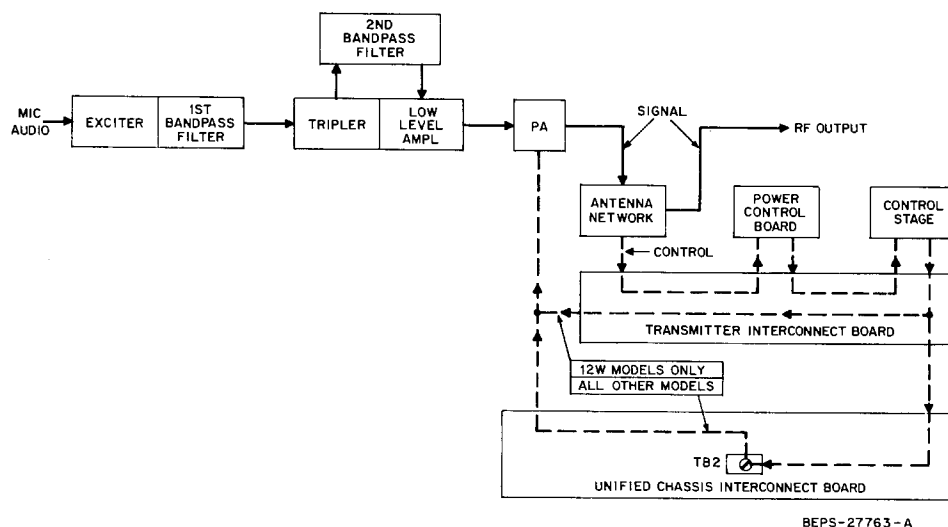 2ND
BANDPASS
FILTER
MIC
AUDIO
EXCITER
1ST
BANDPASS
FILTER
TRIPLER
LOW
LEVEL
AMPL
PA
SIGNAL
RF OUTPUT
ANTENNA
NETWORK
POWER
CONTROL
BOARD
CONTROL
STAGE
CONTROL
TRANSMITTER INTERCONNECT BOARD
12W MODELS ONLY
ALL OTHER MODELS
TB2
UNIFIED CHASSIS INTERCONNECT BOARD
BEPS-27763-A